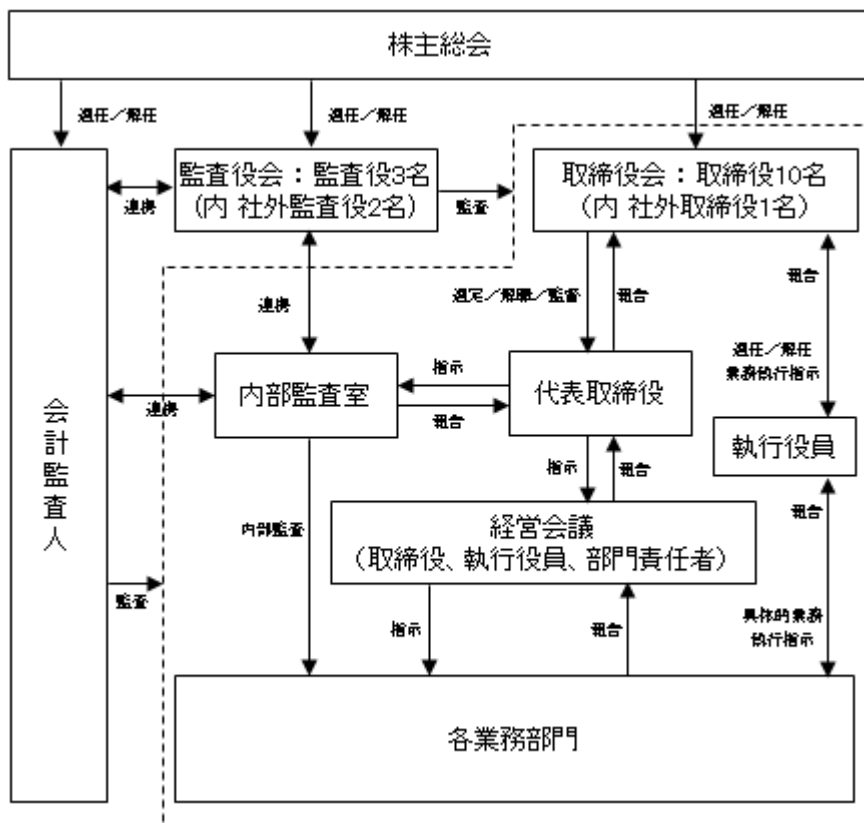 株主総会
選任／解任
選任／解任
選任／解任
監査役会：監査役3名
(内 社外監査役2名)
取締役会：取締役10名
(内 社外取締役1名)
連携
監査
連携
選定／解職／監督
報告
報告
選任／解任
業務執行指示
内部監査室
指示
報告
代表取締役
連携
執行役員
会計監査人
指示
報告
報告
内部監査
経営会議
(取締役、執行役員、部門責任者)
監査
指示
報告
具体的業務
執行指示
各業務部門